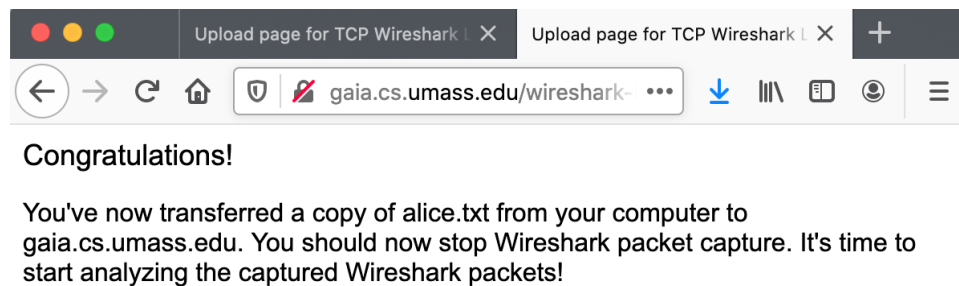 Upload page for TCP Wireshark L
Upload page for TCP Wireshark L
gaia.cs.umass.edu/wireshark-
Congratulations!
You've now transferred a copy of alice.txt from your computer to
gaia.cs.umass.edu. You should now stop Wireshark packet capture. It's time to
start analyzing the captured Wireshark packets!